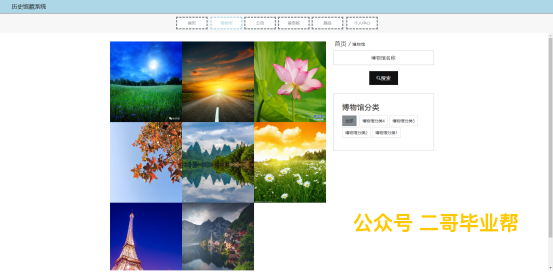 历史馆藏系统
首页
博物馆
公告
留言板
藏品
个人中心
首页 / 博物馆
博物馆名称
搜索
博物馆分类
全部
博物馆分类4
博物馆分类3
博物馆分类2
博物馆分类1
公众号 二哥毕业帮